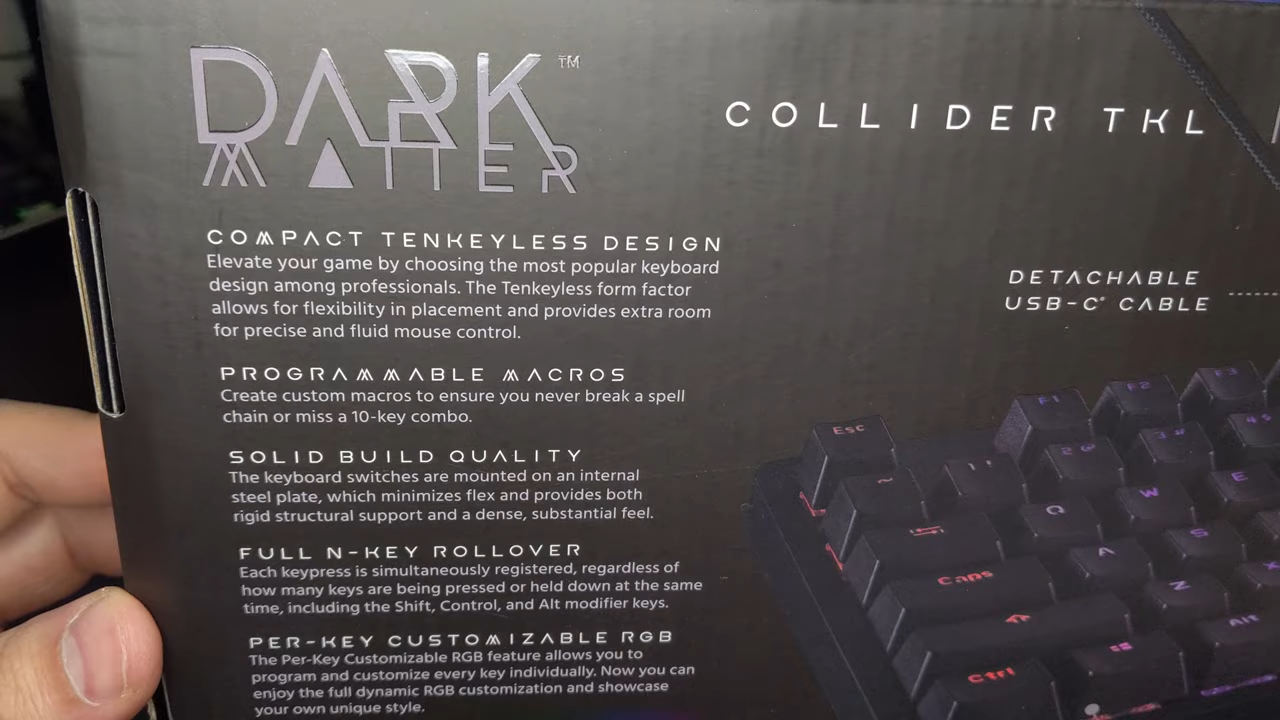 DARK™
MATTER
COLLIDER TKL
COMPACT TENKEYLESS DESIGN
Elevate your game by choosing the most popular keyboard
design among professionals. The Tenkeyless form factor
allows for flexibility in placement and provides extra room
for precise and fluid mouse control.
PROGRAMMABLE MACROS
Create custom macros to ensure you never break a spell
chain or miss a 10-key combo.
SOLID BUILD QUALITY
The keyboard switches are mounted on an internal
steel plate, which minimizes flex and provides both
rigid structural support and a dense, substantial feel.
FULL N-KEY ROLLOVER
Each keypress is simultaneously registered, regardless of
how many keys are being pressed or held down at the same
time, including the Shift, Control, and Alt modifier keys.
PER-KEY CUSTOMIZABLE RGB
The Per-Key Customizable RGB feature allows you to
program and customize every key individually. Now you can
enjoy the full dynamic RGB customization and showcase
your own unique style.
DETACHABLE
USB-C® CABLE
Esc F1 F2 F3
~ 2 @ 3 # 4 $
Q W E
Caps A S
Z X
Ctrl Alt